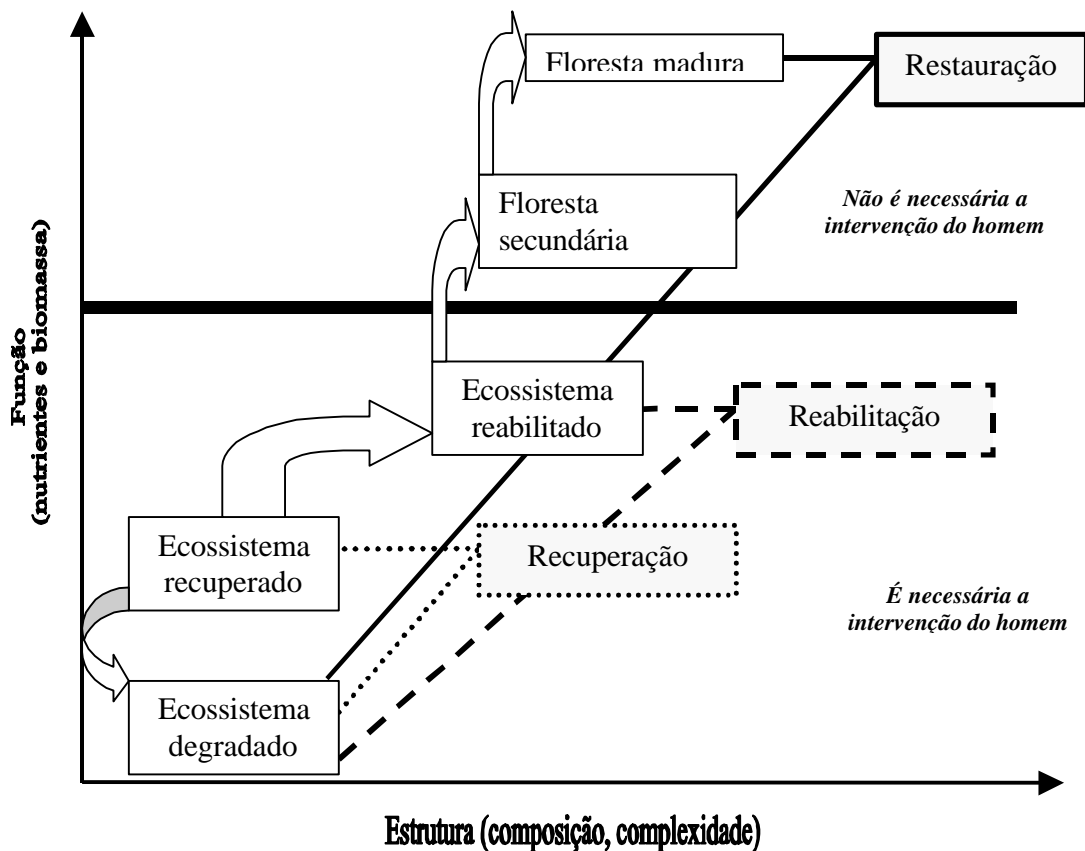 Floresta madura
Restauração
Floresta
secundária
Não é necessária a
intervenção do homem
Função
(nutrientes e biomassa)
Ecossistema
reabilitado
Reabilitação
Ecossistema
recuperado
Recuperação
É necessária a
intervenção do homem
Ecossistema
degradado
Estrutura (composição, complexidade)